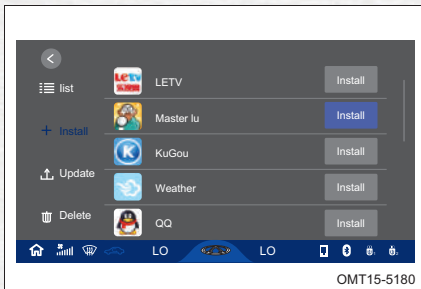 list
Install
Update
Delete
LeTV
LETV
Install
Master lu
Install
K
KuGou
Install
Weather
Install
QQ
Install
LO
LO
OMT15-5180